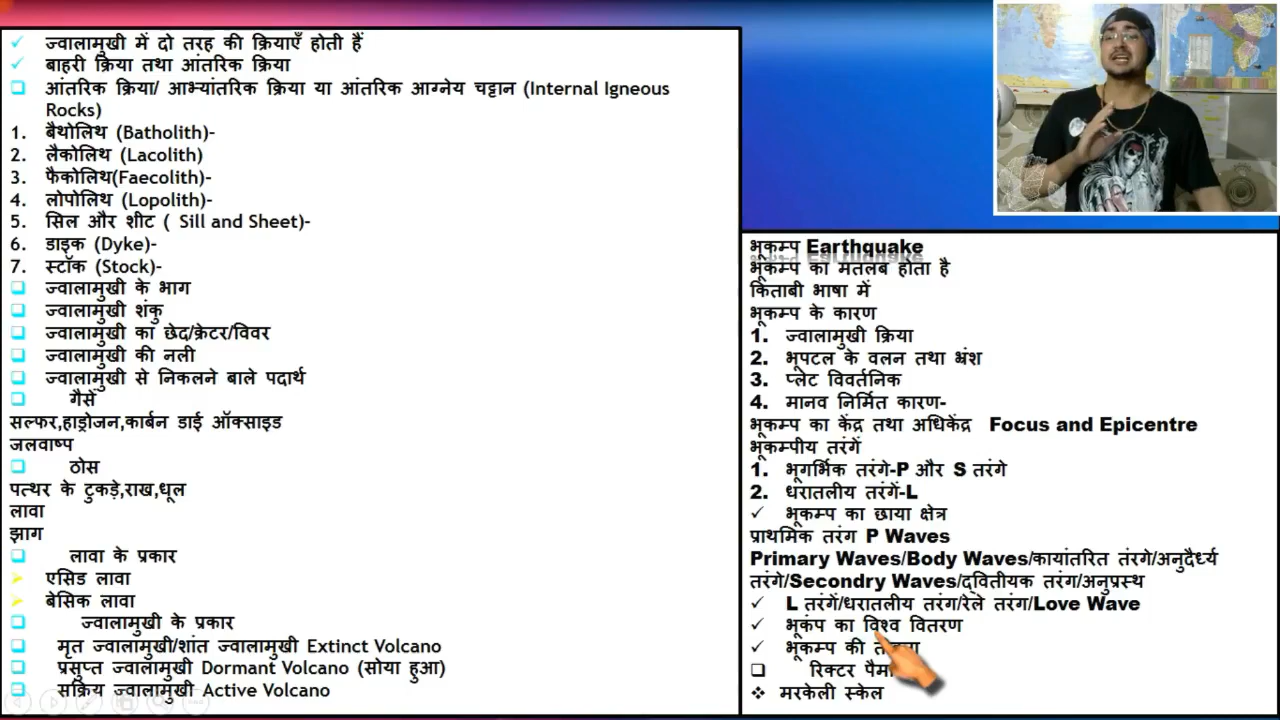 ज्वालामुखी में दो तरह की क्रियाएँ होती हैं
बाहरी क्रिया तथा आंतरिक क्रिया
आंतरिक क्रिया/ आभ्यांतरिक क्रिया या आंतरिक आग्नेय चट्टान (Internal Igneous
Rocks)
1. बैथोलिथ (Batholith)-
2. लैकोलिथ (Lacolith)
3. फैकोलिथ(Faecolith)-
4. लोपोलिथ (Lopolith)-
5. सिल और शीट ( Sill and Sheet)-
6. डाइक (Dyke)-
7. स्टॉक (Stock)-
ज्वालामुखी के भाग
ज्वालामुखी शंकु
ज्वालामुखी का छेद/क्रेटर/विवर
ज्वालामुखी की नली
ज्वालामुखी से निकलने बाले पदार्थ
गैसें
सल्फर,हाड्रोजन,कार्बन डाई ऑक्साइड
जलवाष्प
ठोस
पत्थर के टुकड़े,राख,धूल
लावा
झाग
लावा के प्रकार
एसिड लावा
बेसिक लावा
ज्वालामुखी के प्रकार
मृत ज्वालामुखी/शांत ज्वालामुखी Extinct Volcano
प्रसुप्त ज्वालामुखी Dormant Volcano (सोया हुआ)
सक्रिय ज्वालामुखी Active Volcano
भूकम्प Earthquake
भूकम्प का मतलब होता है
किताबी भाषा में
भूकम्प के कारण
1. ज्वालामुखी क्रिया
2. भूपटल के वलन तथा भ्रंश
3. प्लेट विवर्तनिक
4. मानव निर्मित कारण-
भूकम्प का केंद्र तथा अधिकेंद्र Focus and Epicentre
भूकम्पीय तरंगें
1. भूगर्भिक तरंगे-P और S तरंगे
2. धरातलीय तरंगें-L
भूकम्प का छाया क्षेत्र
प्राथमिक तरंग P Waves
Primary Waves/Body Waves/कायांतरित तंरगे/अनुदैर्ध्य
तरंगे/Secondry Waves/द्वितीयक तरंग/अनुप्रस्थ
L तरंगें/धरातलीय तरंग/रेले तरंग/Love Wave
भूकंप का विश्व वितरण
भूकम्प की
रिक्टर
मरकेली स्केल